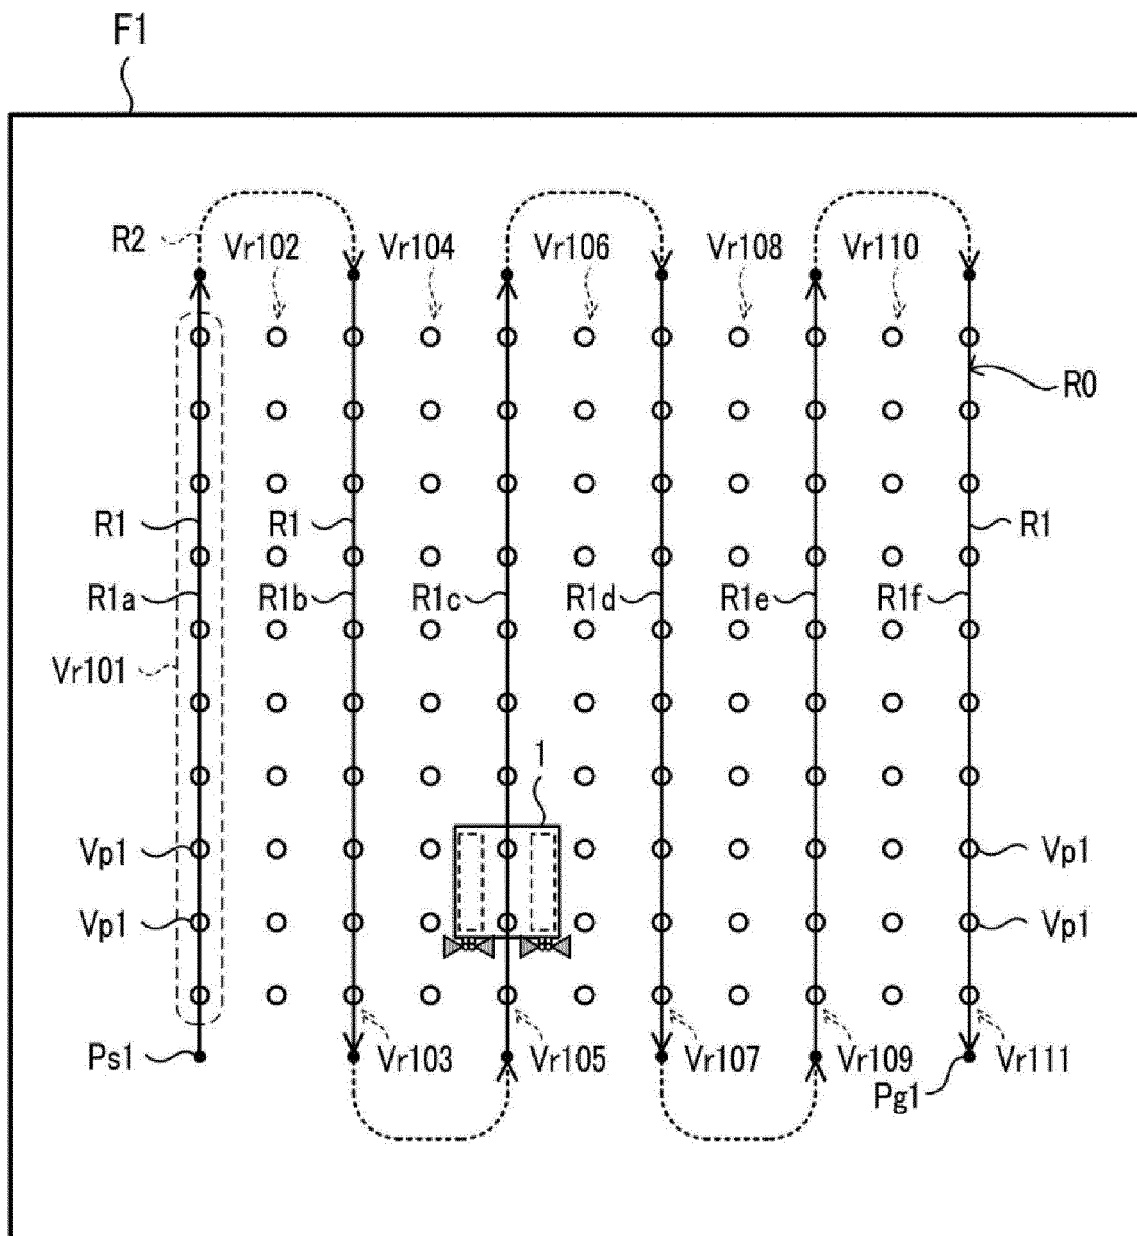 F1
R2 Vr102 Vr104 Vr106 Vr108 Vr110
R0
R1 R1 R1
R1a R1b R1c R1d R1e R1f
Vr101
1
Vp1 Vp1
Vp1 Vp1
Ps1 Vr103 Vr105 Vr107 Vr109 Vr111
Pg1